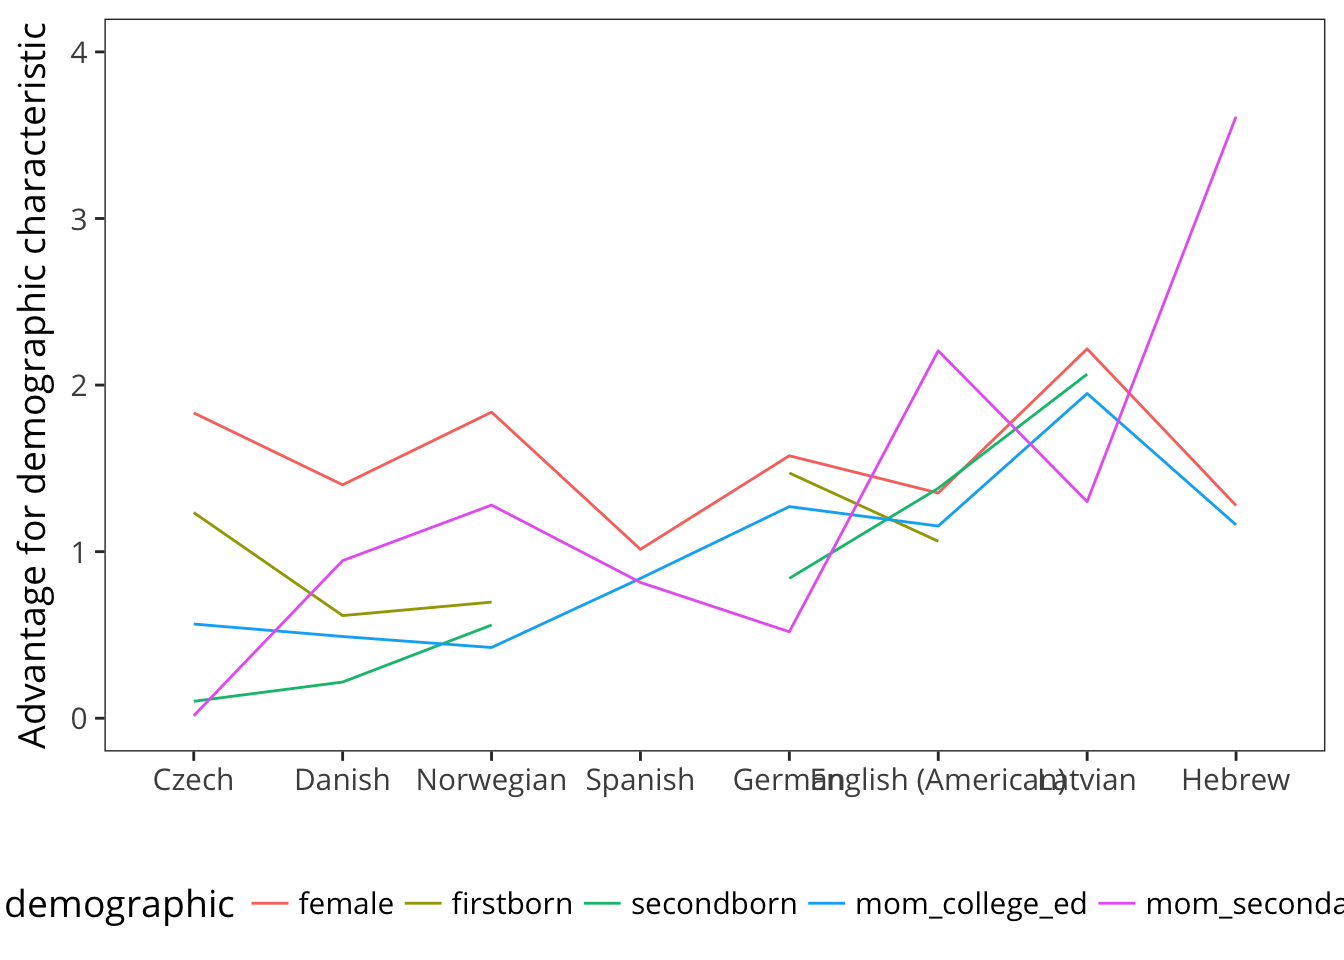 Advantage for demographic characteristic
4
3
2
1
0
Czech Danish Norwegian Spanish German English (American) Latvian Hebrew
demographic female firstborn secondborn mom_college_ed mom_seconda